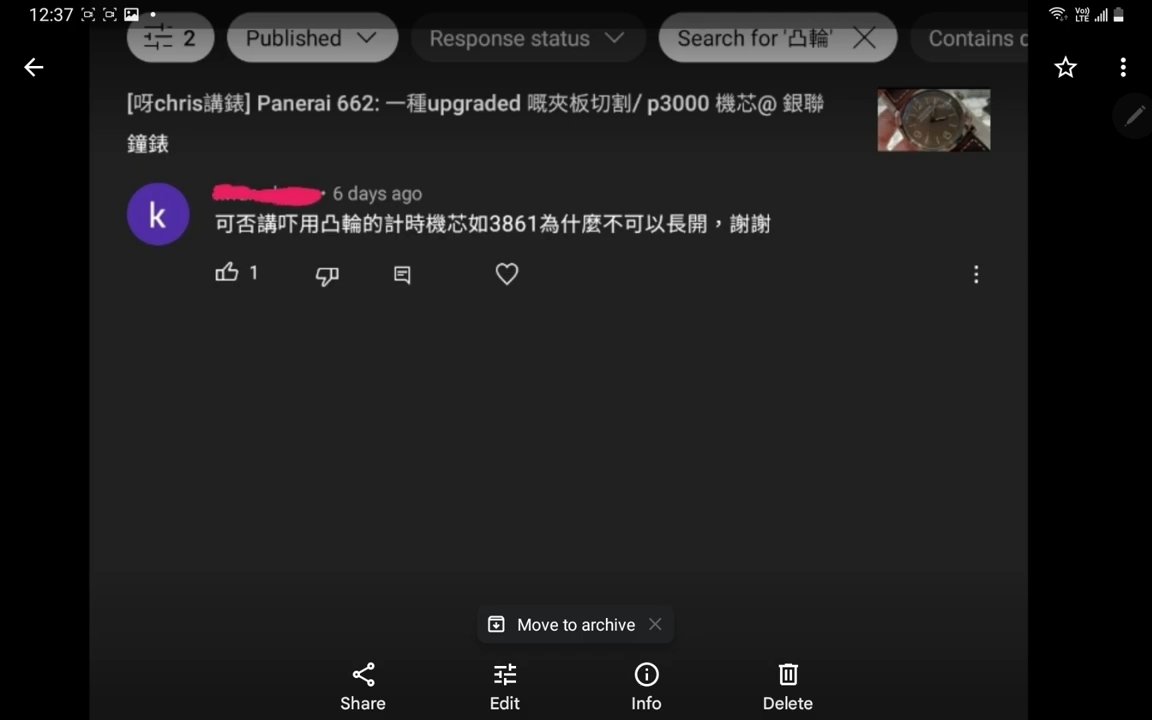 12:37
2
Published
Response status
Search for '凸輪'
Contains
[呀chris講錶] Panerai 662: 一種upgraded 嘅夾板切割/ p3000 機芯@ 銀聯
鐘錶
k
• 6 days ago
可否講吓用凸輪的計時機芯如3861為什麼不可以長開，謝謝
1
Move to archive
Share
Edit
Info
Delete